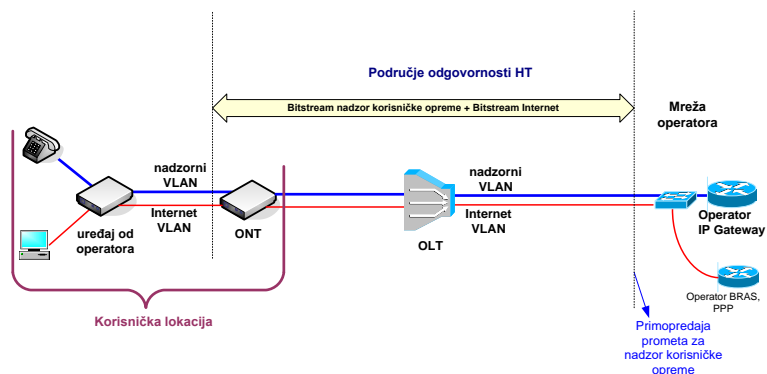 Područje odgovornosti HT
Bitstream nadzor korisničke opreme + Bitstream Internet
Mreža
operatora
nadzorni
VLAN
Internet
VLAN
uređaj od
operatora
ONT
nadzorni
VLAN
Internet
VLAN
OLT
Operator
IP Gateway
Operator BRAS,
PPP
Korisnička lokacija
Primopredaja
prometa za
nadzor korisničke
opreme